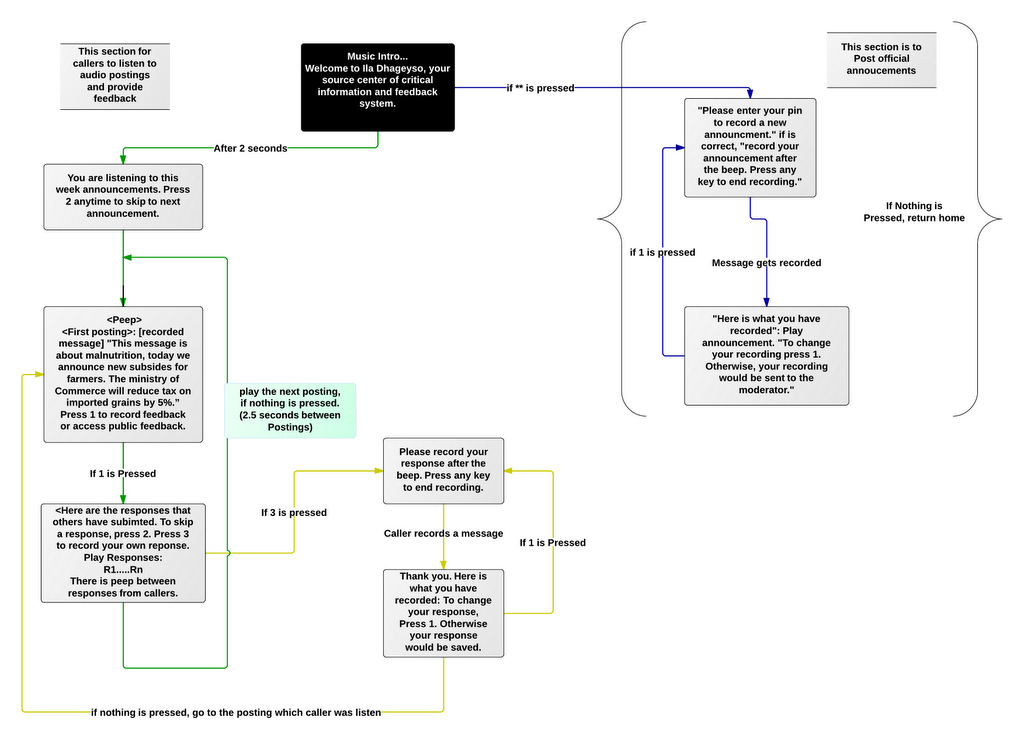 This section for
callers to listen to
audio postings
and provide
feedback
Music Intro...
Welcome to Ila Dhageyso, your
source center of critical
information and feedback
system.
This section is to
Post official
annoucements
if ** is pressed
"Please enter your pin
to record a new
announcment." if is
correct, "record your
announcement after
the beep. Press any
key to end recording."
After 2 seconds
You are listening to this
week announcements. Press
2 anytime to skip to next
announcement.
If Nothing is
Pressed, return home
if 1 is pressed
Message gets recorded
<Peep>
<First posting>: [recorded
message] "This message is
about malnutrition, today we
announce new subsides for
farmers. The ministry of
Commerce will reduce tax on
imported grains by 5%."
Press 1 to record feedback
or access public feedback.
"Here is what you have
recorded": Play
announcement. "To change
your recording press 1.
Otherwise, your recording
would be sent to the
moderator."
play the next posting,
if nothing is pressed.
(2.5 seconds between
Postings)
If 1 is Pressed
Please record your
response after the
beep. Press any key
to end recording.
<Here are the responses that
others have subimted. To skip
a response, press 2. Press 3
to record your own reponse.
Play Responses:
R1.....Rn
There is peep between
responses from callers.
If 3 is pressed
Caller records a message
If 1 is Pressed
Thank you. Here is
what you have
recorded: To change
your response,
Press 1. Otherwise
your response
would be saved.
if nothing is pressed, go to the posting which caller was listen